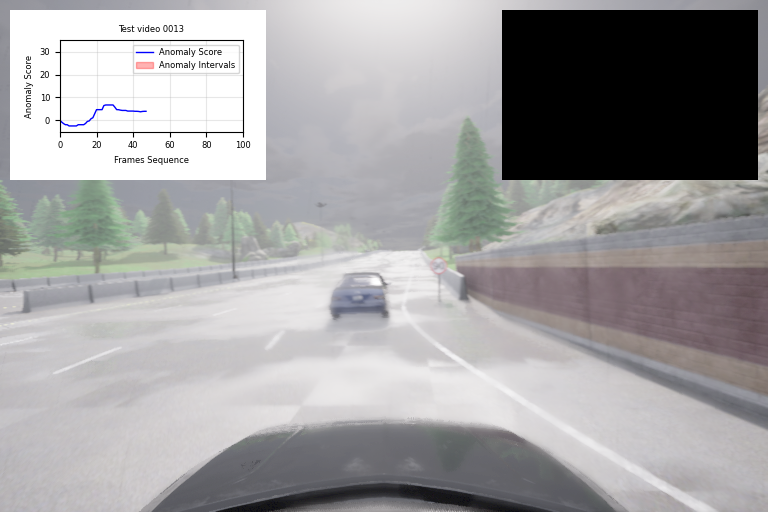 Test video 0013
Anomaly Score
Anomaly Intervals
30
20
10
0
Anomaly Score
0 20 40 60 80 100
Frames Sequence